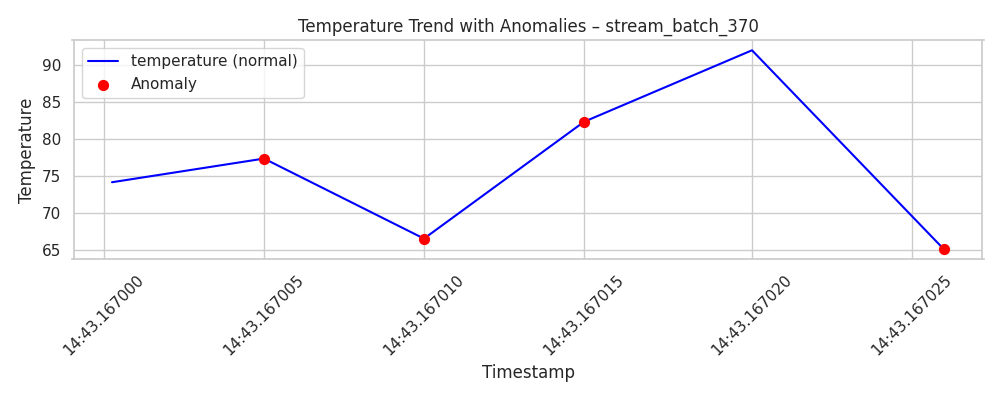 Temperature Trend with Anomalies – stream_batch_370
temperature (normal)
Anomaly
Temperature
90
85
80
75
70
65
14:43.167000
14:43.167005
14:43.167010
14:43.167015
14:43.167020
14:43.167025
Timestamp